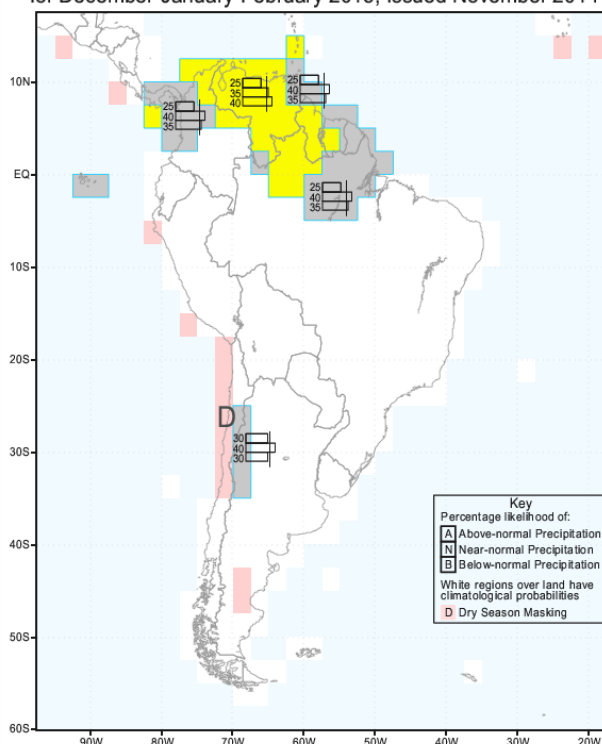 for December-January-February 2015, Issued November 2014
10N
EQ
10S
20S
30S
40S
50S
60S
90W
80W
70W
60W
50W
40W
30W
20W
25
40
35
25
35
40
25
40
35
25
40
35
D
30
40
30
Key
Percentage likelihood of:
A Above-normal Precipitation
N Near-normal Precipitation
B Below-normal Precipitation
White regions over land have
climatological probabilities
D Dry Season Masking